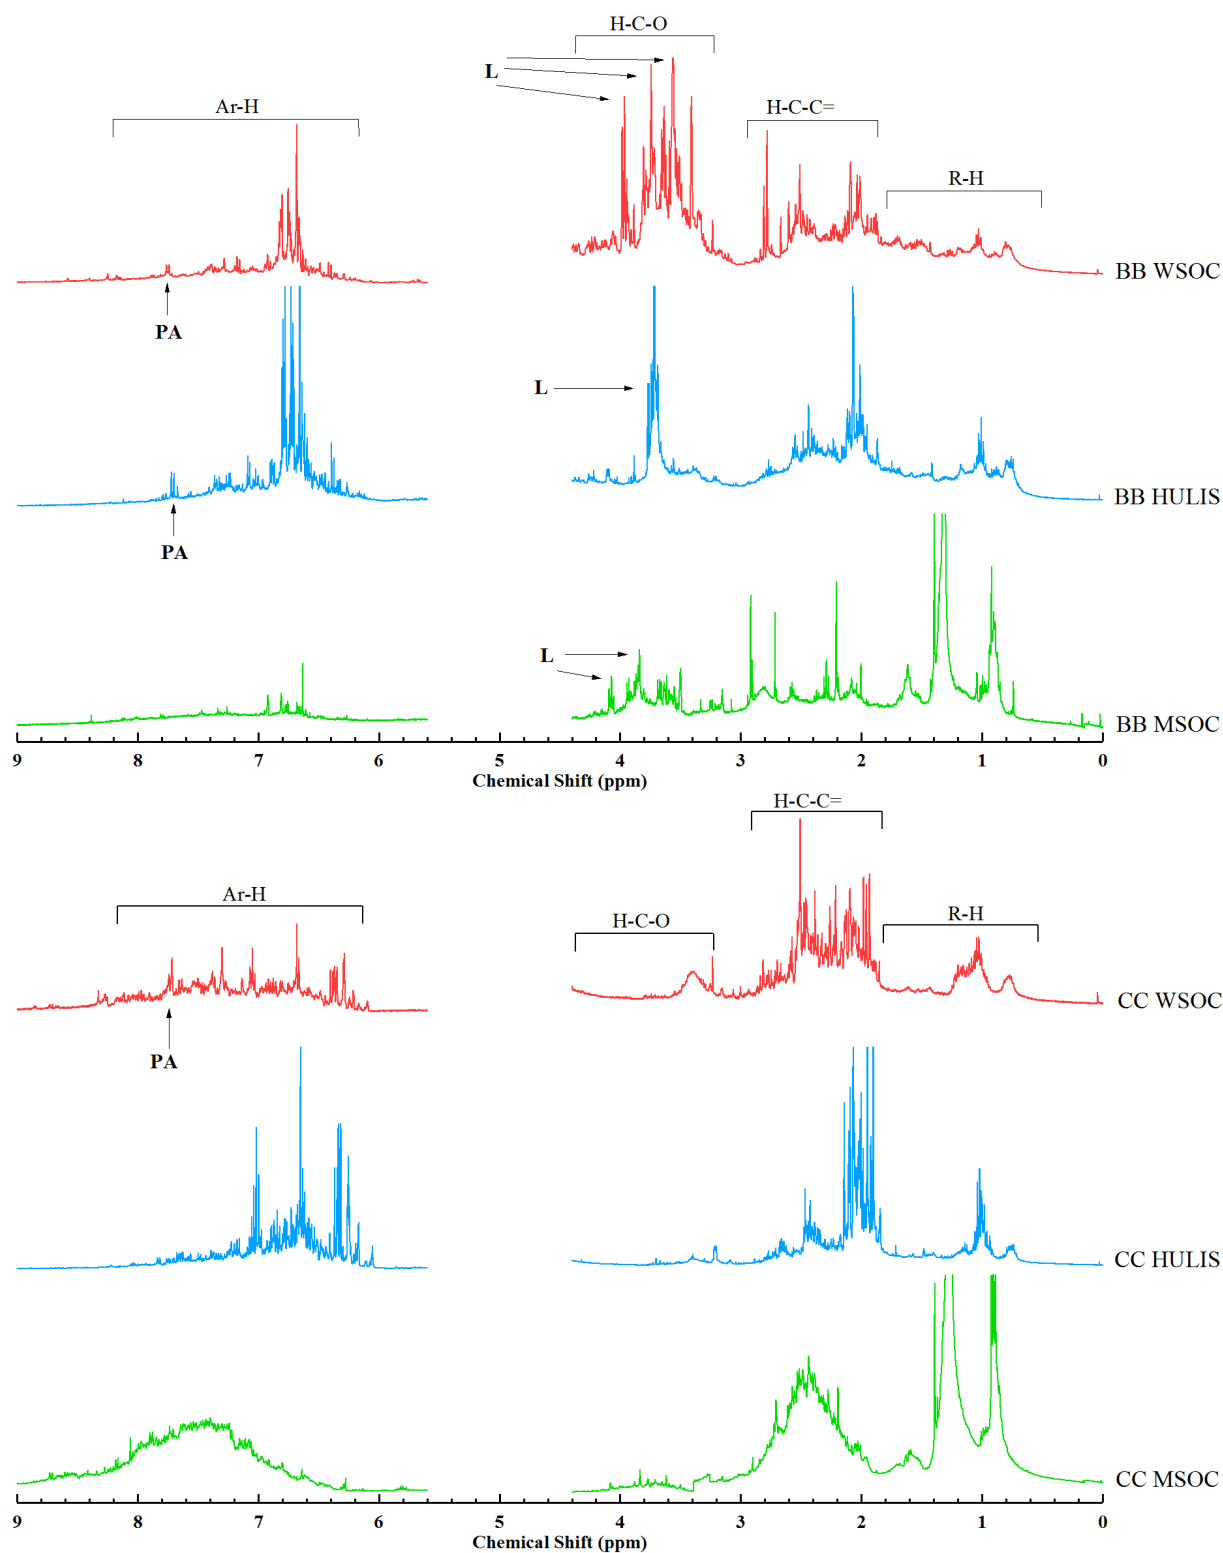 H-C-O
L
H-C-C=
Ar-H
R-H
BB WSOC
PA
L
BB HULIS
PA
L
BB MSOC
9 8 7 6 5 4 3 2 1 0
Chemical Shift (ppm)
H-C-C=
Ar-H
H-C-O
R-H
CC WSOC
PA
CC HULIS
CC MSOC
9 8 7 6 5 4 3 2 1 0
Chemical Shift (ppm)